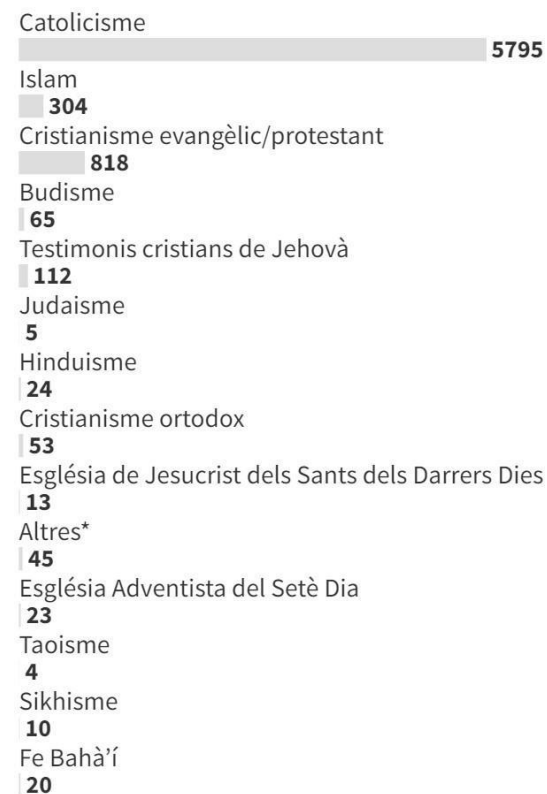 Catolicisme
5795
Islam
304
Cristianisme evangèlic/protestant
818
Budisme
65
Testimonis cristians de Jehovà
112
Judaisme
5
Hinduisme
24
Cristianisme ortodox
53
Església de Jesucrist dels Sants dels Darrers Dies
13
Altres*
45
Església Adventista del Setè Dia
23
Taoisme
4
Sikhisme
10
Fe Bahà’í
20